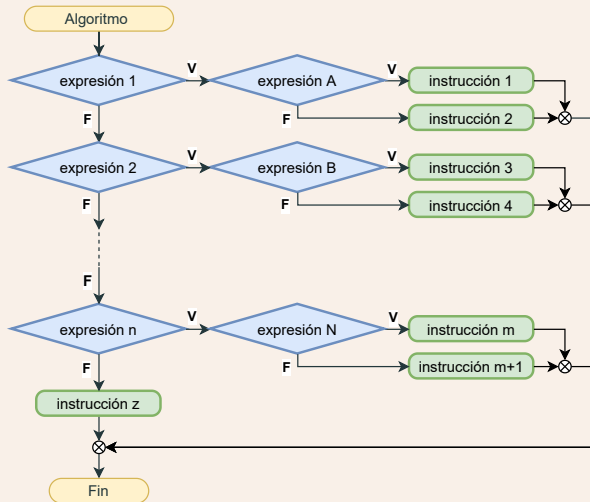 Algoritmo
expresión 1
V
expresión A
V
instrucción 1
F
F
instrucción 2
expresión 2
V
expresión B
V
instrucción 3
F
F
instrucción 4
F
expresión n
V
expresión N
V
instrucción m
F
F
instrucción m+1
instrucción z
Fin